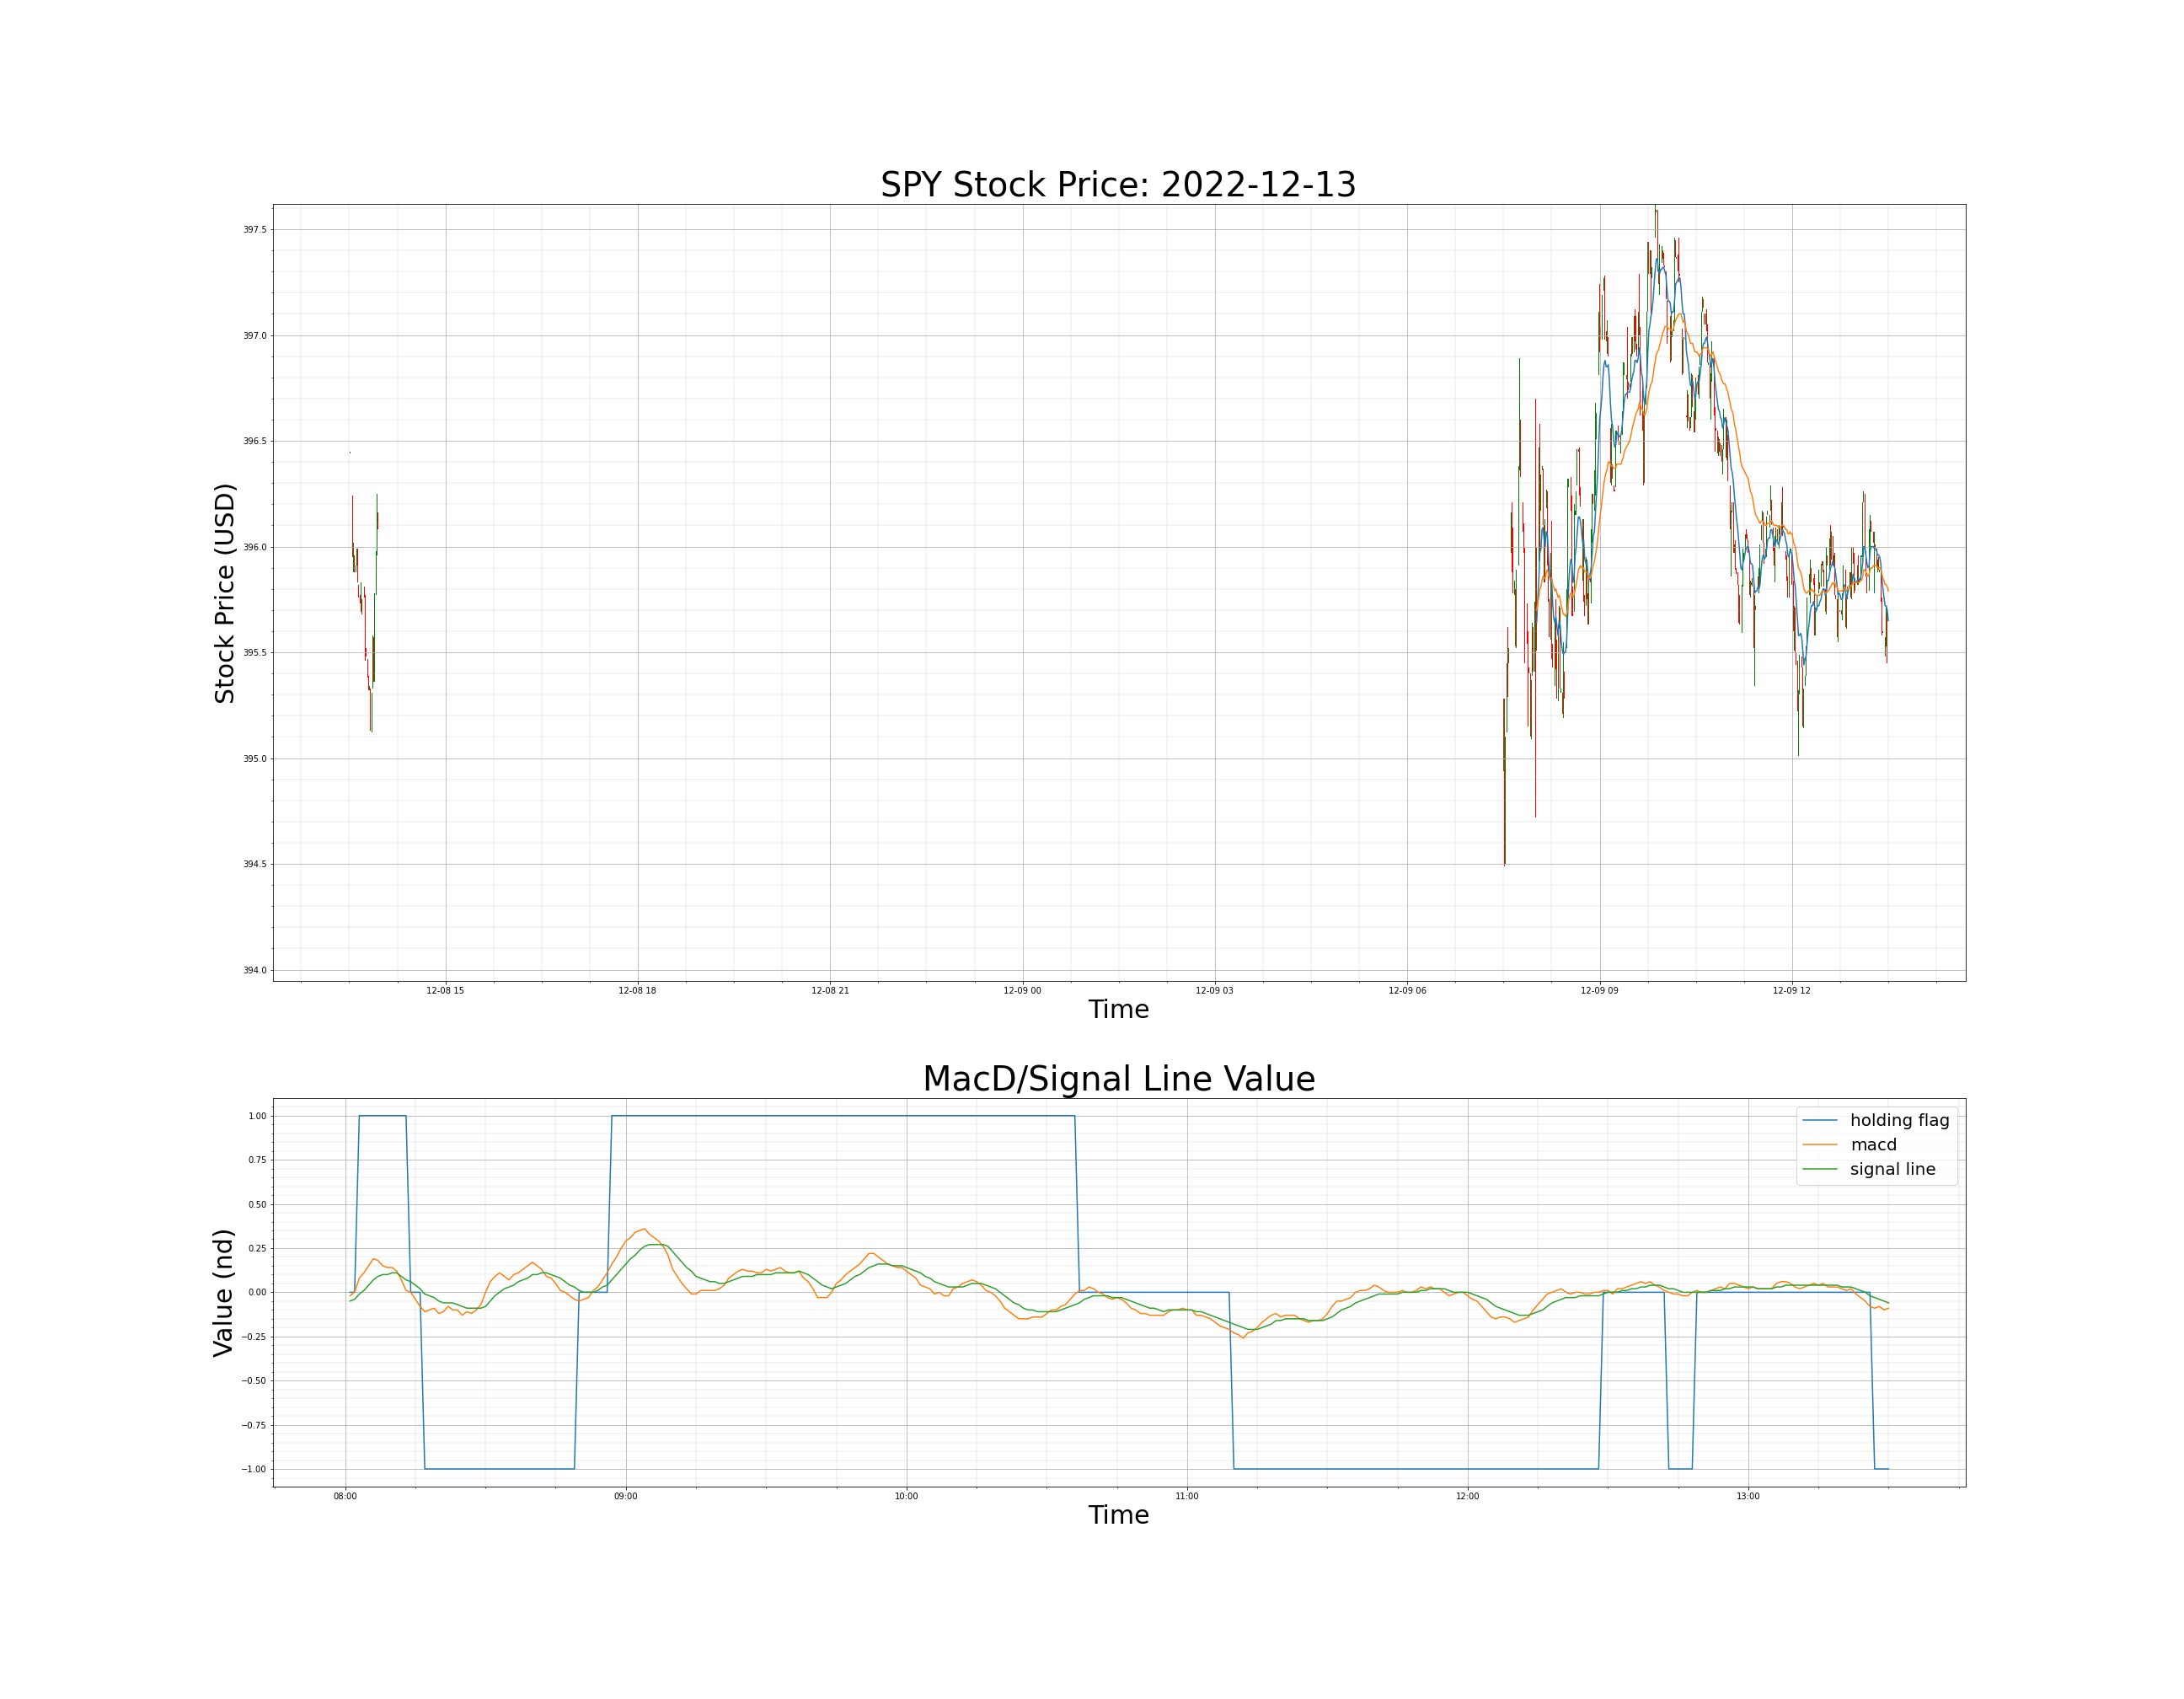 SPY Stock Price: 2022-12-13
397.5
397.0
396.5
396.0
395.5
395.0
394.5
394.0
Stock Price (USD)
12-08 15 12-08 18 12-08 21 12-09 00 12-09 03 12-09 06 12-09 09 12-09 12
Time
MacD/Signal Line Value
1.00
0.75
0.50
0.25
0.00
−0.25
−0.50
−0.75
−1.00
Value (nd)
holding flag
macd
signal line
08:00 09:00 10:00 11:00 12:00 13:00
Time